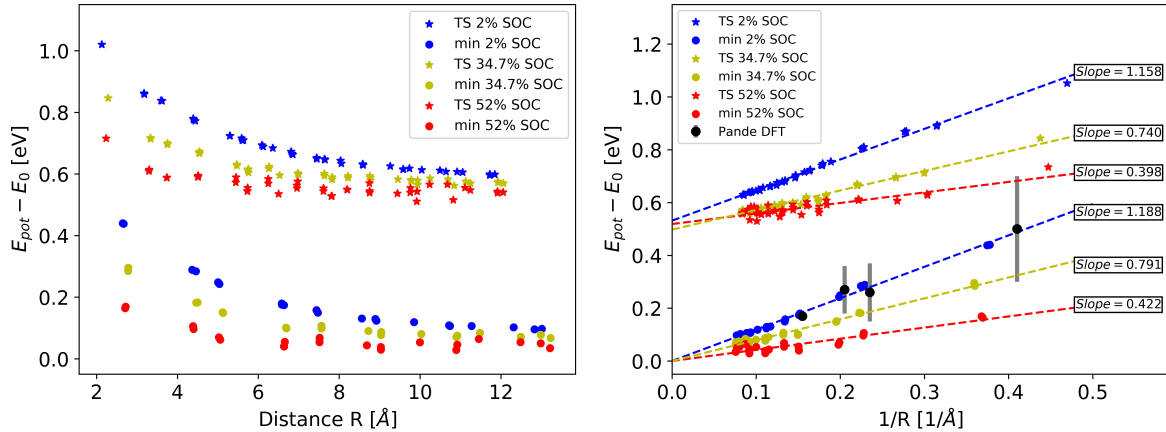 TS 2% SOC
min 2% SOC
TS 34.7% SOC
min 34.7% SOC
TS 52% SOC
min 52% SOC
1.0
0.8
0.6
0.4
0.2
0.0
E_pot − E_0 [eV]
2
4
6
8
10
12
Distance R [Å]
TS 2% SOC
min 2% SOC
TS 34.7% SOC
min 34.7% SOC
TS 52% SOC
min 52% SOC
Pande DFT
1.2
1.0
0.8
0.6
0.4
0.2
0.0
E_pot − E_0 [eV]
Slope = 1.158
Slope = 0.740
Slope = 0.398
Slope = 1.188
Slope = 0.791
Slope = 0.422
0.0
0.1
0.2
0.3
0.4
0.5
1/R [1/Å]